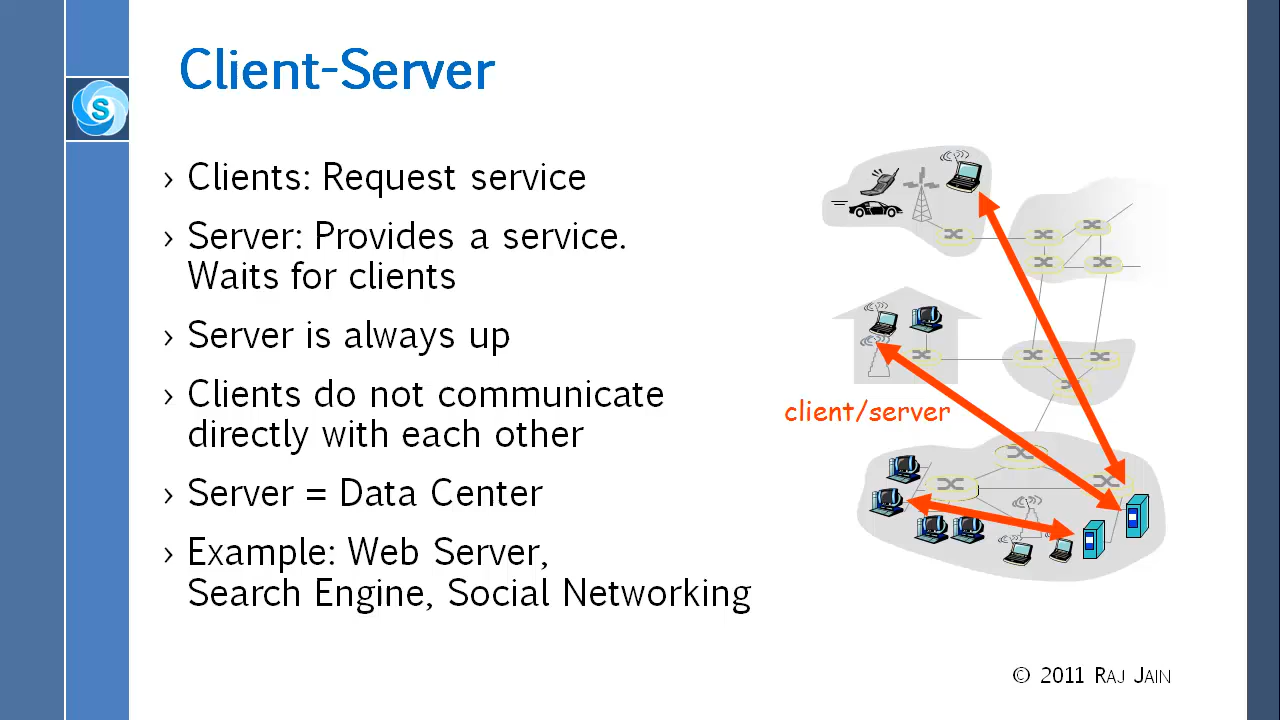 Client-Server
S
› Clients: Request service
› Server: Provides a service.
Waits for clients
› Server is always up
› Clients do not communicate
directly with each other
› Server = Data Center
› Example: Web Server,
Search Engine, Social Networking
client/server
© 2011 RAJ JAIN